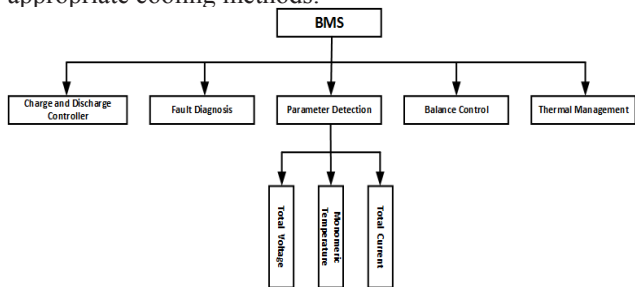 appropriate cooling methods.
BMS
Charge and Discharge
Controller
Fault Diagnosis
Parameter Detection
Balance Control
Thermal Management
Total Voltage
Monomeric
Temperature
Total Current